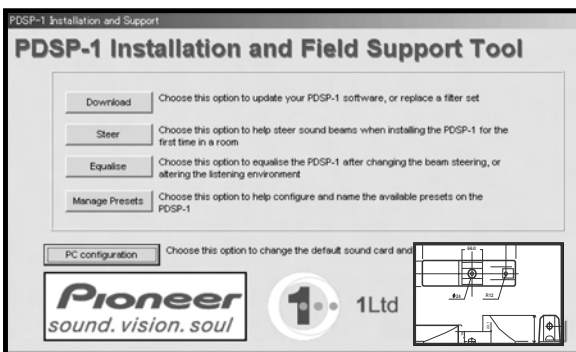 PDSP-1 Installation and Support
PDSP-1 Installation and Field Support Tool
Download
Choose this option to update your PDSP-1 software, or replace a filter set
Steer
Choose this option to help steer sound beams when installing the PDSP-1 for the
first time in a room
Equalise
Choose this option to equalise the PDSP-1 after changing the beam steering, or
altering the listening environment
Manage Presets
Choose this option to help configure and name the available presets on the
PDSP-1
PC configuration
Choose this option to change the default sound card and
Pioneer
sound. vision. soul
1
1Ltd
R12